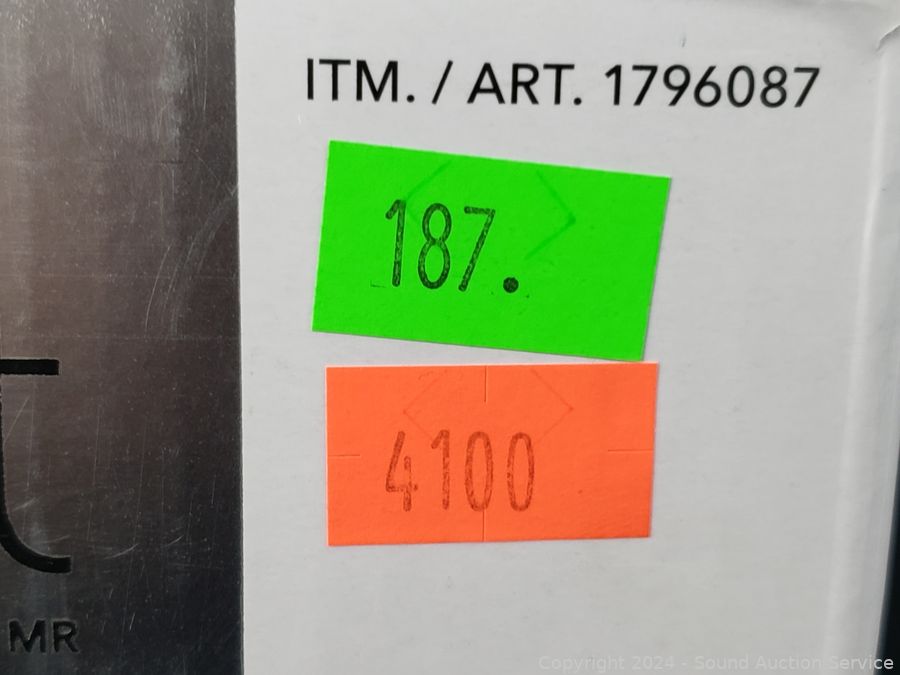 ITM. / ART. 1796087
187.
4100
t
MR
Copyright 2024 - Sound Auction Service